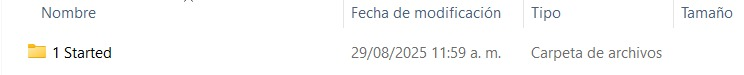 Nombre Fecha de modificación Tipo Tamaño
1 Started 29/08/2025 11:59 a. m. Carpeta de archivos